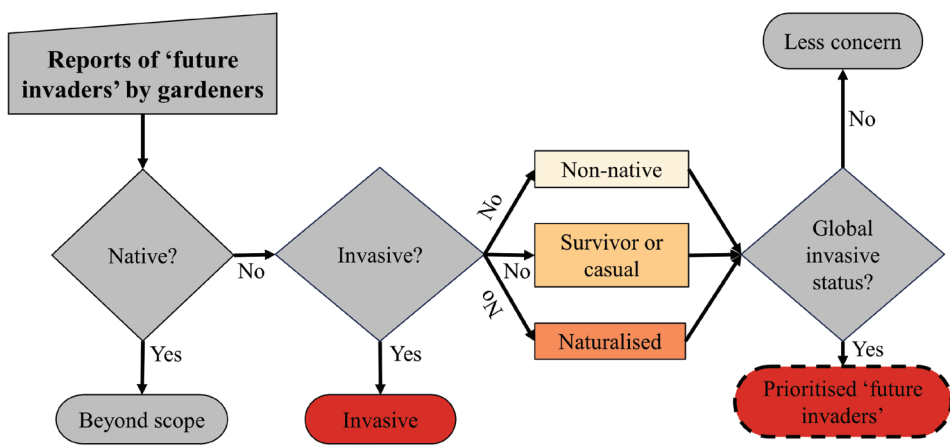 Reports of ‘future
invaders’ by gardeners
Native?
Yes
Beyond scope
No
Invasive?
Yes
Invasive
No
Non-native
No
Survivor or
casual
No
Naturalised
Global
invasive
status?
No
Less concern
Yes
Prioritised ‘future
invaders’